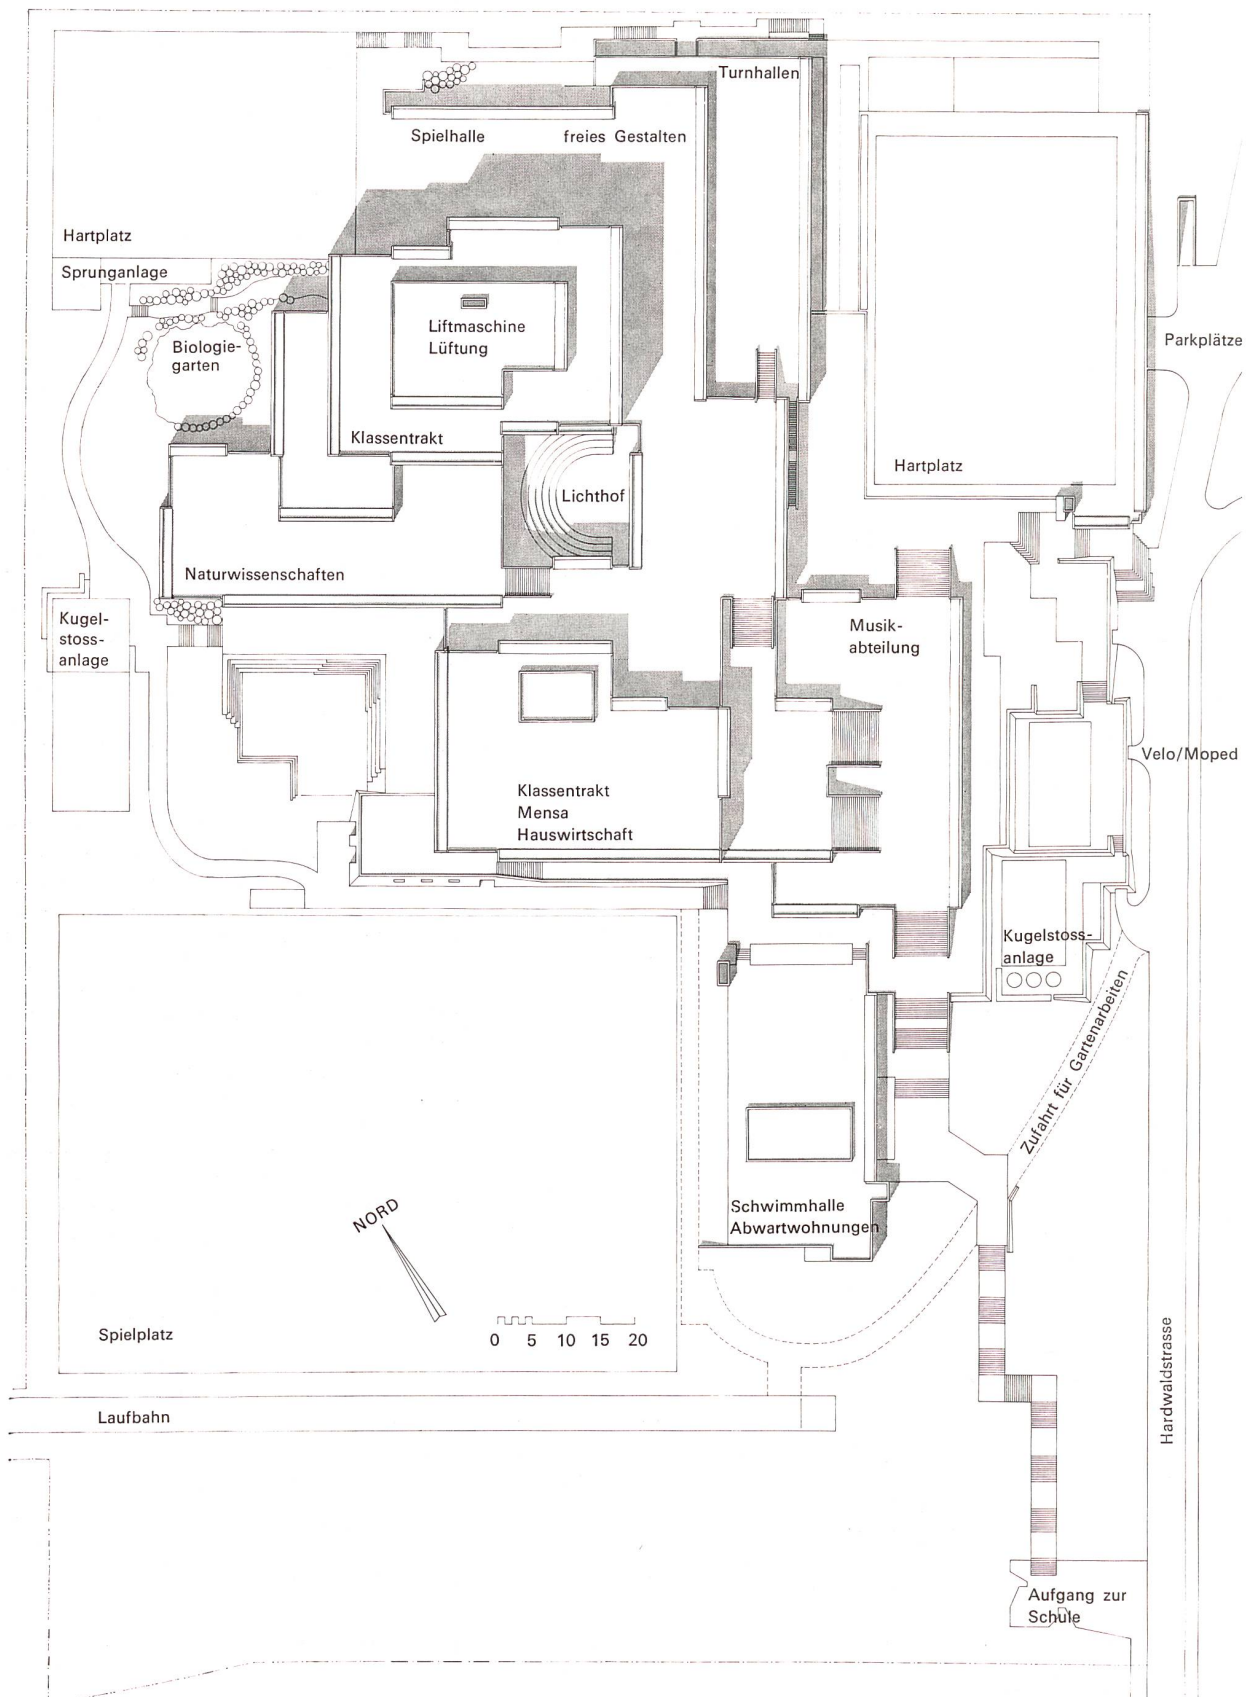 Turnhallen
Spielhalle
freies Gestalten
Hartplatz
Sprunganlage
Liftmaschine
Lüftung
Biologie-
garten
Parkplätze
Klassentrakt
Hartplatz
Lichthof
Naturwissenschaften
Kugel-
stoss-
anlage
Musik-
abteilung
Velo/Moped
Klassentrakt
Mensa
Hauswirtschaft
Kugelstoss-
anlage
Zufahrt für Gartenarbeiten
NORD
Schwimmhalle
Abwartwohnungen
Spielplatz
0 5 10 15 20
Laufbahn
Hardwaldstrasse
Aufgang zur
Schule